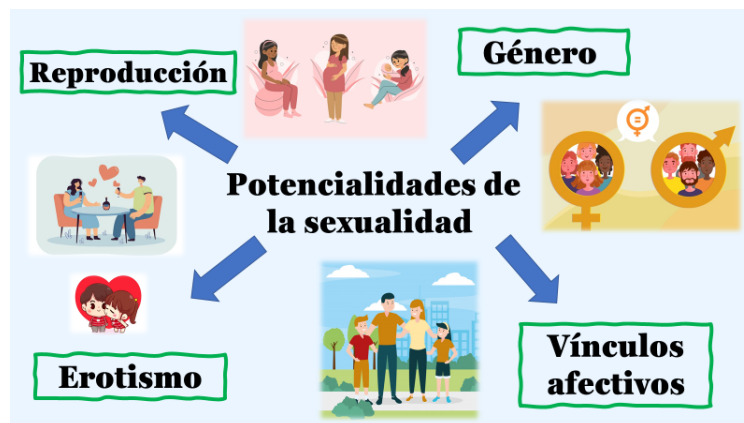 Reproducción
Género
Potencialidades de
la sexualidad
Erotismo
Vínculos
afectivos